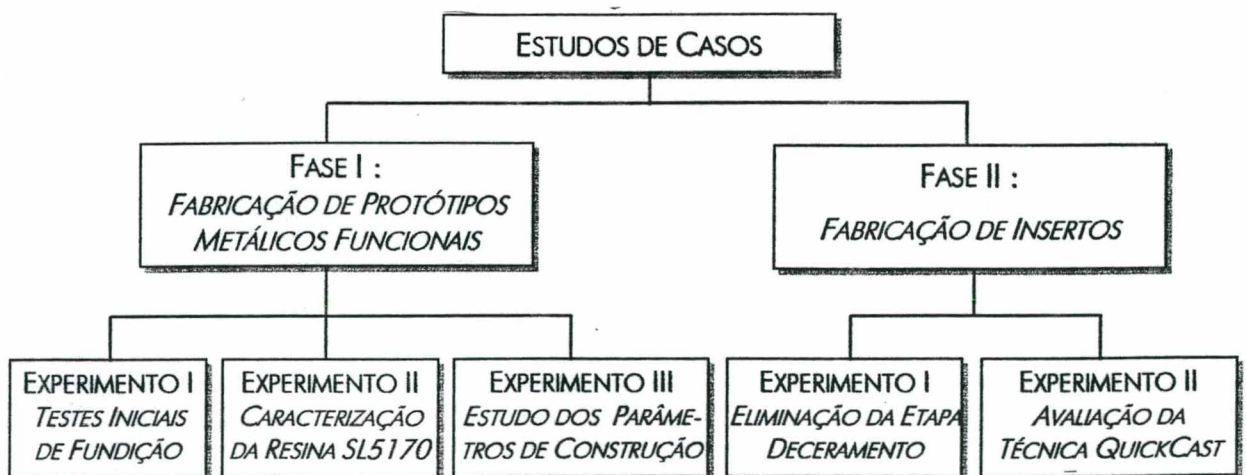 ESTUDOS DE CASOS
FASE I :
FABRICAÇÃO DE PROTÓTIPOS
METÁLICOS FUNCIONAIS
FASE II :
FABRICAÇÃO DE INSERTOS
EXPERIMENTO I
TESTES INICIAIS
DE FUNDIÇÃO
EXPERIMENTO II
CARACTERIZAÇÃO
DA RESINA SL5170
EXPERIMENTO III
ESTUDO DOS PARÂME-
TROS DE CONSTRUÇÃO
EXPERIMENTO I
ELIMINAÇÃO DA ETAPA
DECERAMENTO
EXPERIMENTO II
AVALIAÇÃO DA
TÉCNICA QUICKCAST